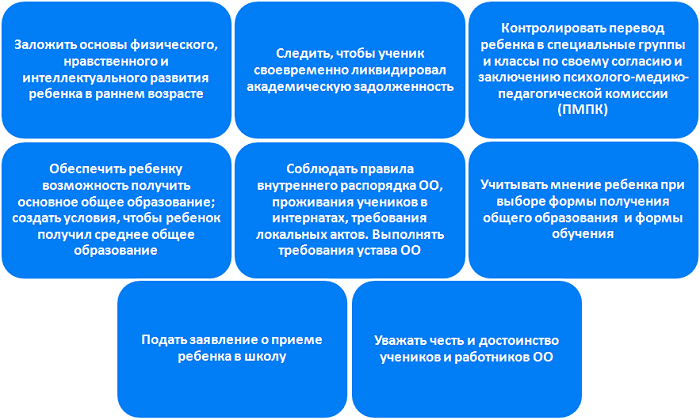 Заложить основы физического,
нравственного и
интеллектуального развития
ребенка в раннем возрасте
Следить, чтобы ученик
своевременно ликвидировал
академическую задолженность
Контролировать перевод
ребенка в специальные группы
и классы по своему согласию и
заключению психолого-медико-
педагогической комиссии
(ПМПК)
Обеспечить ребенку
возможность получить
основное общее образование;
создать условия, чтобы ребенок
получил среднее общее
образование
Соблюдать правила
внутреннего распорядка ОО,
проживания учеников в
интернатах, требования
локальных актов. Выполнять
требования устава ОО
Учитывать мнение ребенка при
выборе формы получения
общего образования и формы
обучения
Подать заявление о приеме
ребенка в школу
Уважать честь и достоинство
учеников и работников ОО